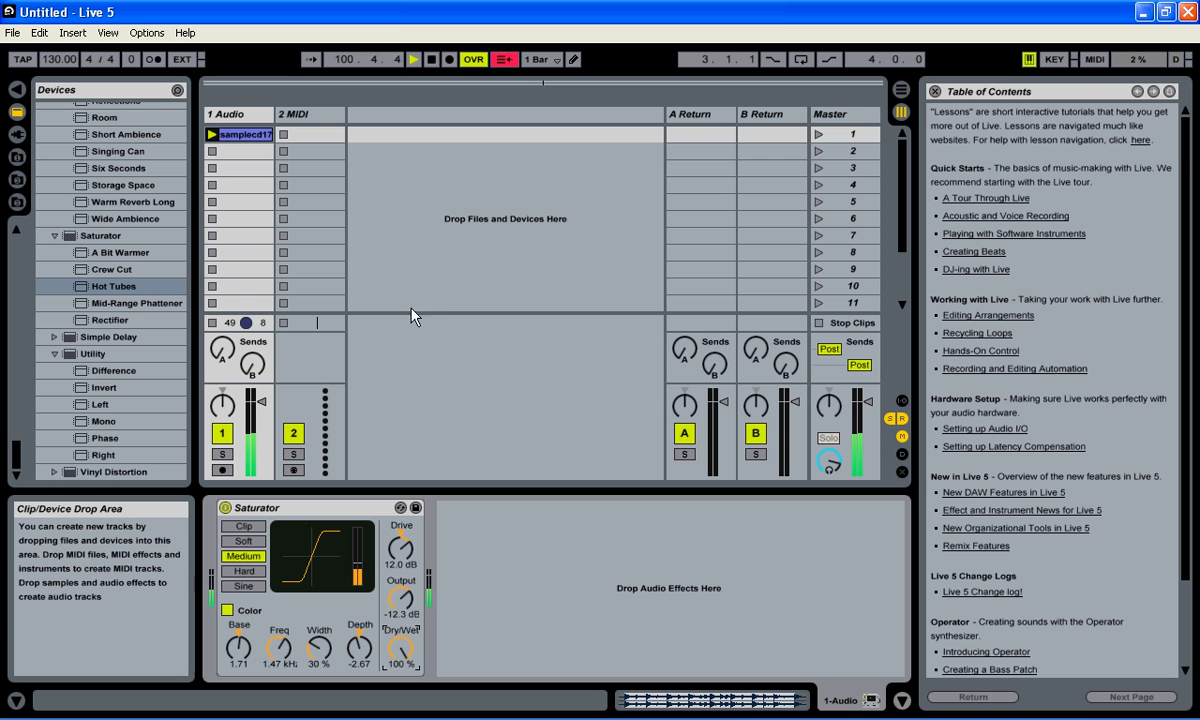 Untitled - Live 5
File Edit Insert View Options Help
TAP 130.00 4 / 4 0 EXT 100. 4. 4 OVR 1 Bar 3. 1. 1 4. 0. 0 KEY MIDI 2 % D
Devices
Reflections
Room
Short Ambience
Singing Can
Six Seconds
Storage Space
Warm Reverb Long
Wide Ambience
Saturator
A Bit Warmer
Crew Cut
Hot Tubes
Mid-Range Phattener
Rectifier
Simple Delay
Utility
Difference
Invert
Left
Mono
Phase
Right
Vinyl Distortion
1 Audio 2 MIDI A Return B Return Master
samplecd17 1
2
3
4
5
Drop Files and Devices Here 6
7
8
9
10
11
49 8 Stop Clips
Sends Sends Sends Sends
A A A Post
B B B Post
1 2 A B Solo
S S S S
I·O
S R
M
D
X
Table of Contents
"Lessons" are short interactive tutorials that help you
get more out of Live. Lessons are navigated much like
websites. For help with lesson navigation, click here.
Quick Starts - The basics of music-making with Live. We
recommend starting with the Live tour.
A Tour Through Live
Acoustic and Voice Recording
Playing with Software Instruments
Creating Beats
DJ-ing with Live
Working with Live - Taking your work with Live further.
Editing Arrangements
Recycling Loops
Hands-On Control
Recording and Editing Automation
Hardware Setup - Making sure Live works perfectly with
your audio hardware.
Setting up Audio I/O
Setting up Latency Compensation
New in Live 5 - Overview of the new features in Live 5.
New DAW Features in Live 5
Effect and Instrument News for Live 5
New Organizational Tools in Live 5
Remix Features
Live 5 Change Logs
Live 5 Change log!
Operator - Creating sounds with the Operator
synthesizer.
Introducing Operator
Creating a Bass Patch
Return Next Page
Clip/Device Drop Area
You can create new tracks by
dropping files and devices into this
area. Drop MIDI files, MIDI effects and
instruments to create MIDI tracks.
Drop samples and audio effects to
create audio tracks
Saturator
Clip
Soft
Medium
Hard
Sine
Color
Base Freq Width Depth
1.71 1.47 kHz 30 % -2.67
Drive
12.0 dB
Output
-12.3 dB
Dry/Wet
100 %
Drop Audio Effects Here
1-Audio